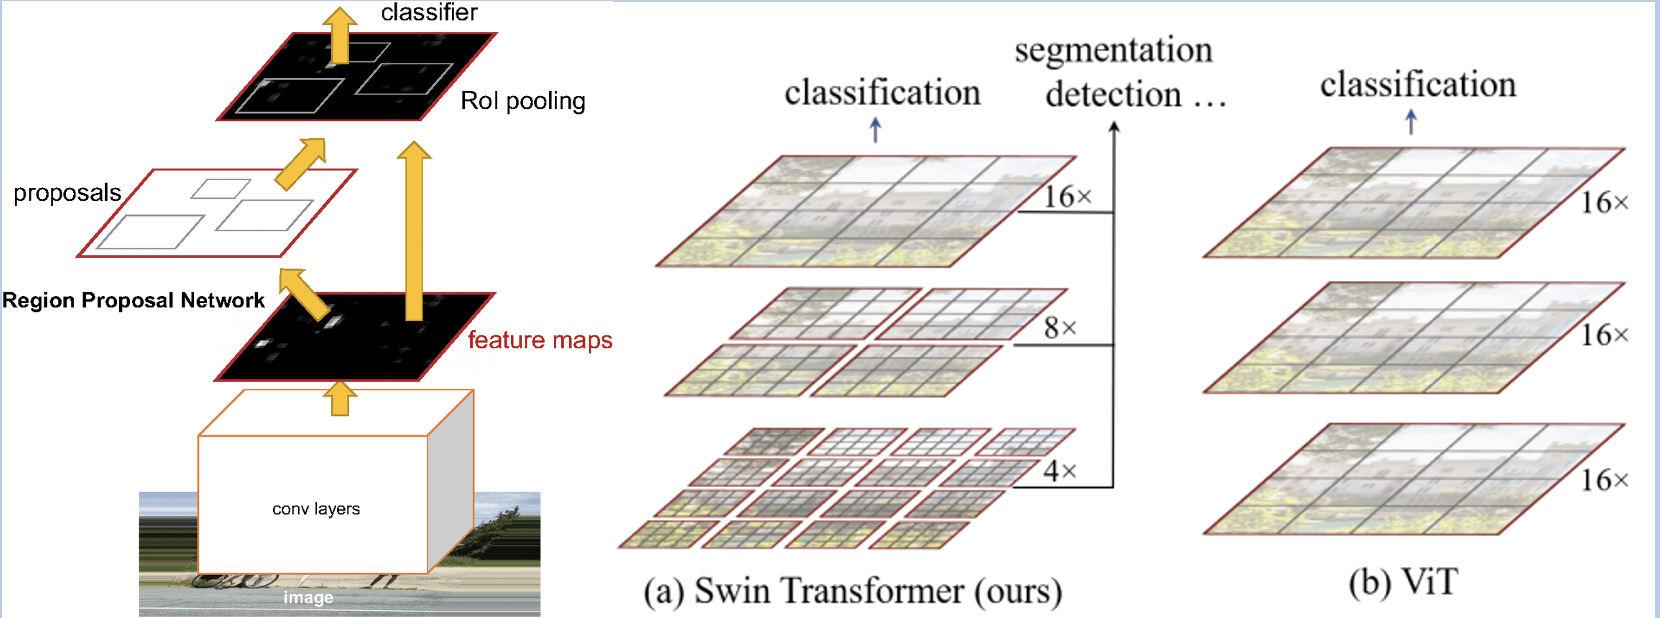 classifier
RoI pooling
proposals
Region Proposal Network
feature maps
conv layers
image
classification
segmentation
detection ...
16×
8×
4×
(a) Swin Transformer (ours)
classification
16×
16×
16×
(b) ViT